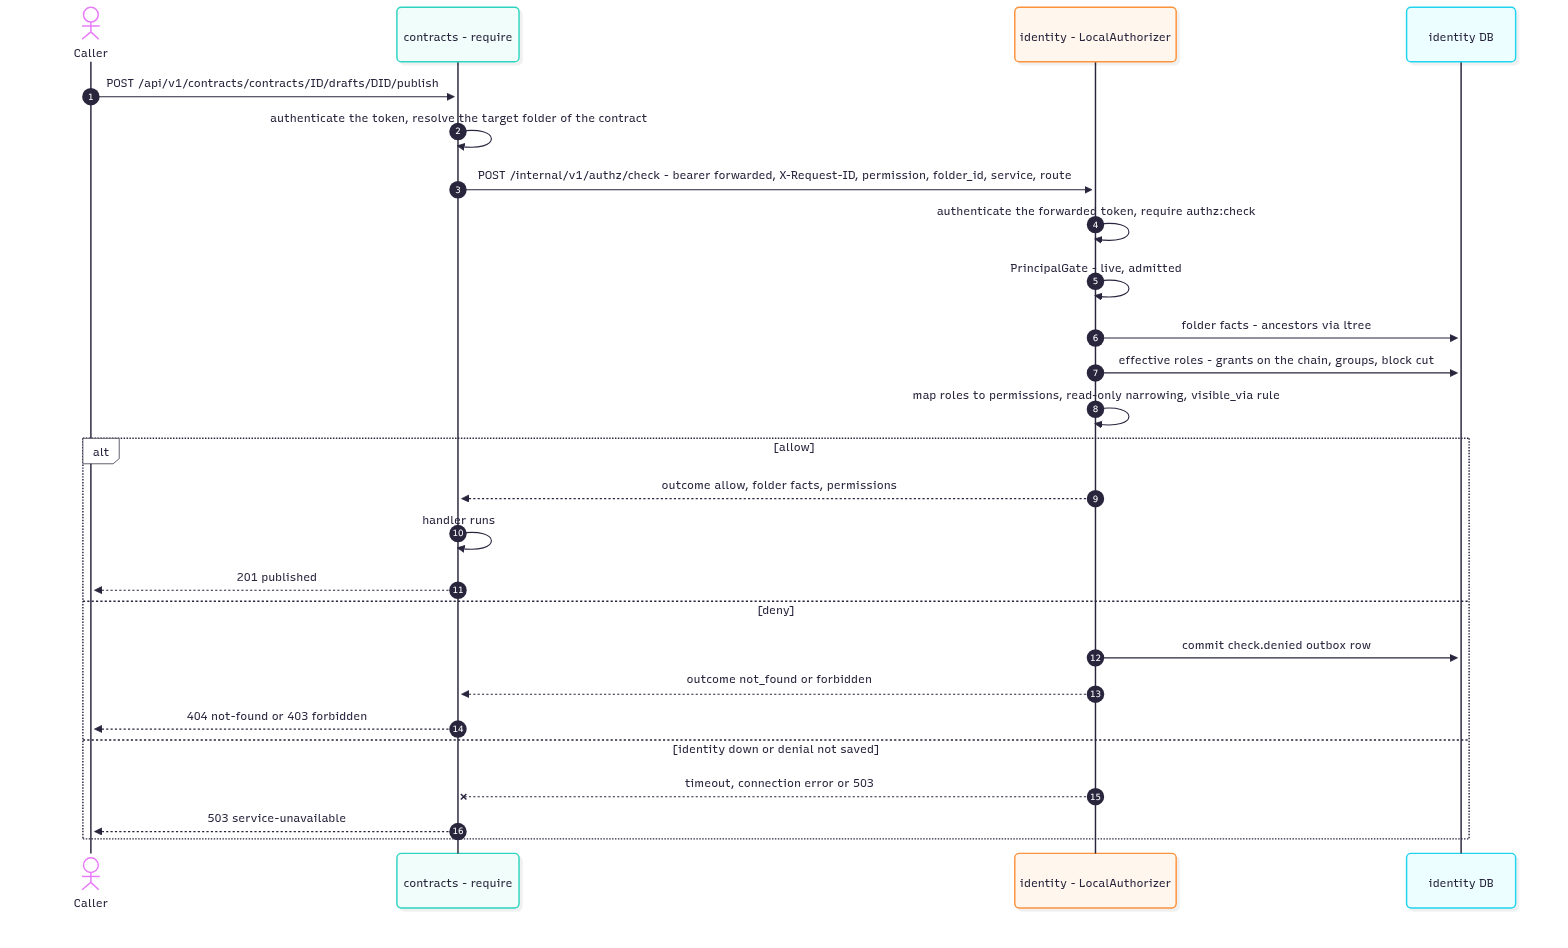 Caller
contracts - require
identity - LocalAuthorizer
identity DB
POST /api/v1/contracts/contracts/ID/drafts/DID/publish
1
authenticate the token, resolve the target folder of the contract
2
POST /internal/v1/authz/check - bearer forwarded, X-Request-ID, permission, folder_id, service, route
3
authenticate the forwarded token, require authz:check
4
PrincipalGate - live, admitted
5
folder facts - ancestors via ltree
6
effective roles - grants on the chain, groups, block cut
7
map roles to permissions, read-only narrowing, visible_via rule
8
alt
[allow]
outcome allow, folder facts, permissions
9
handler runs
10
201 published
11
[deny]
commit check.denied outbox row
12
outcome not_found or forbidden
13
404 not-found or 403 forbidden
14
[identity down or denial not saved]
timeout, connection error or 503
15
503 service-unavailable
16
Caller
contracts - require
identity - LocalAuthorizer
identity DB